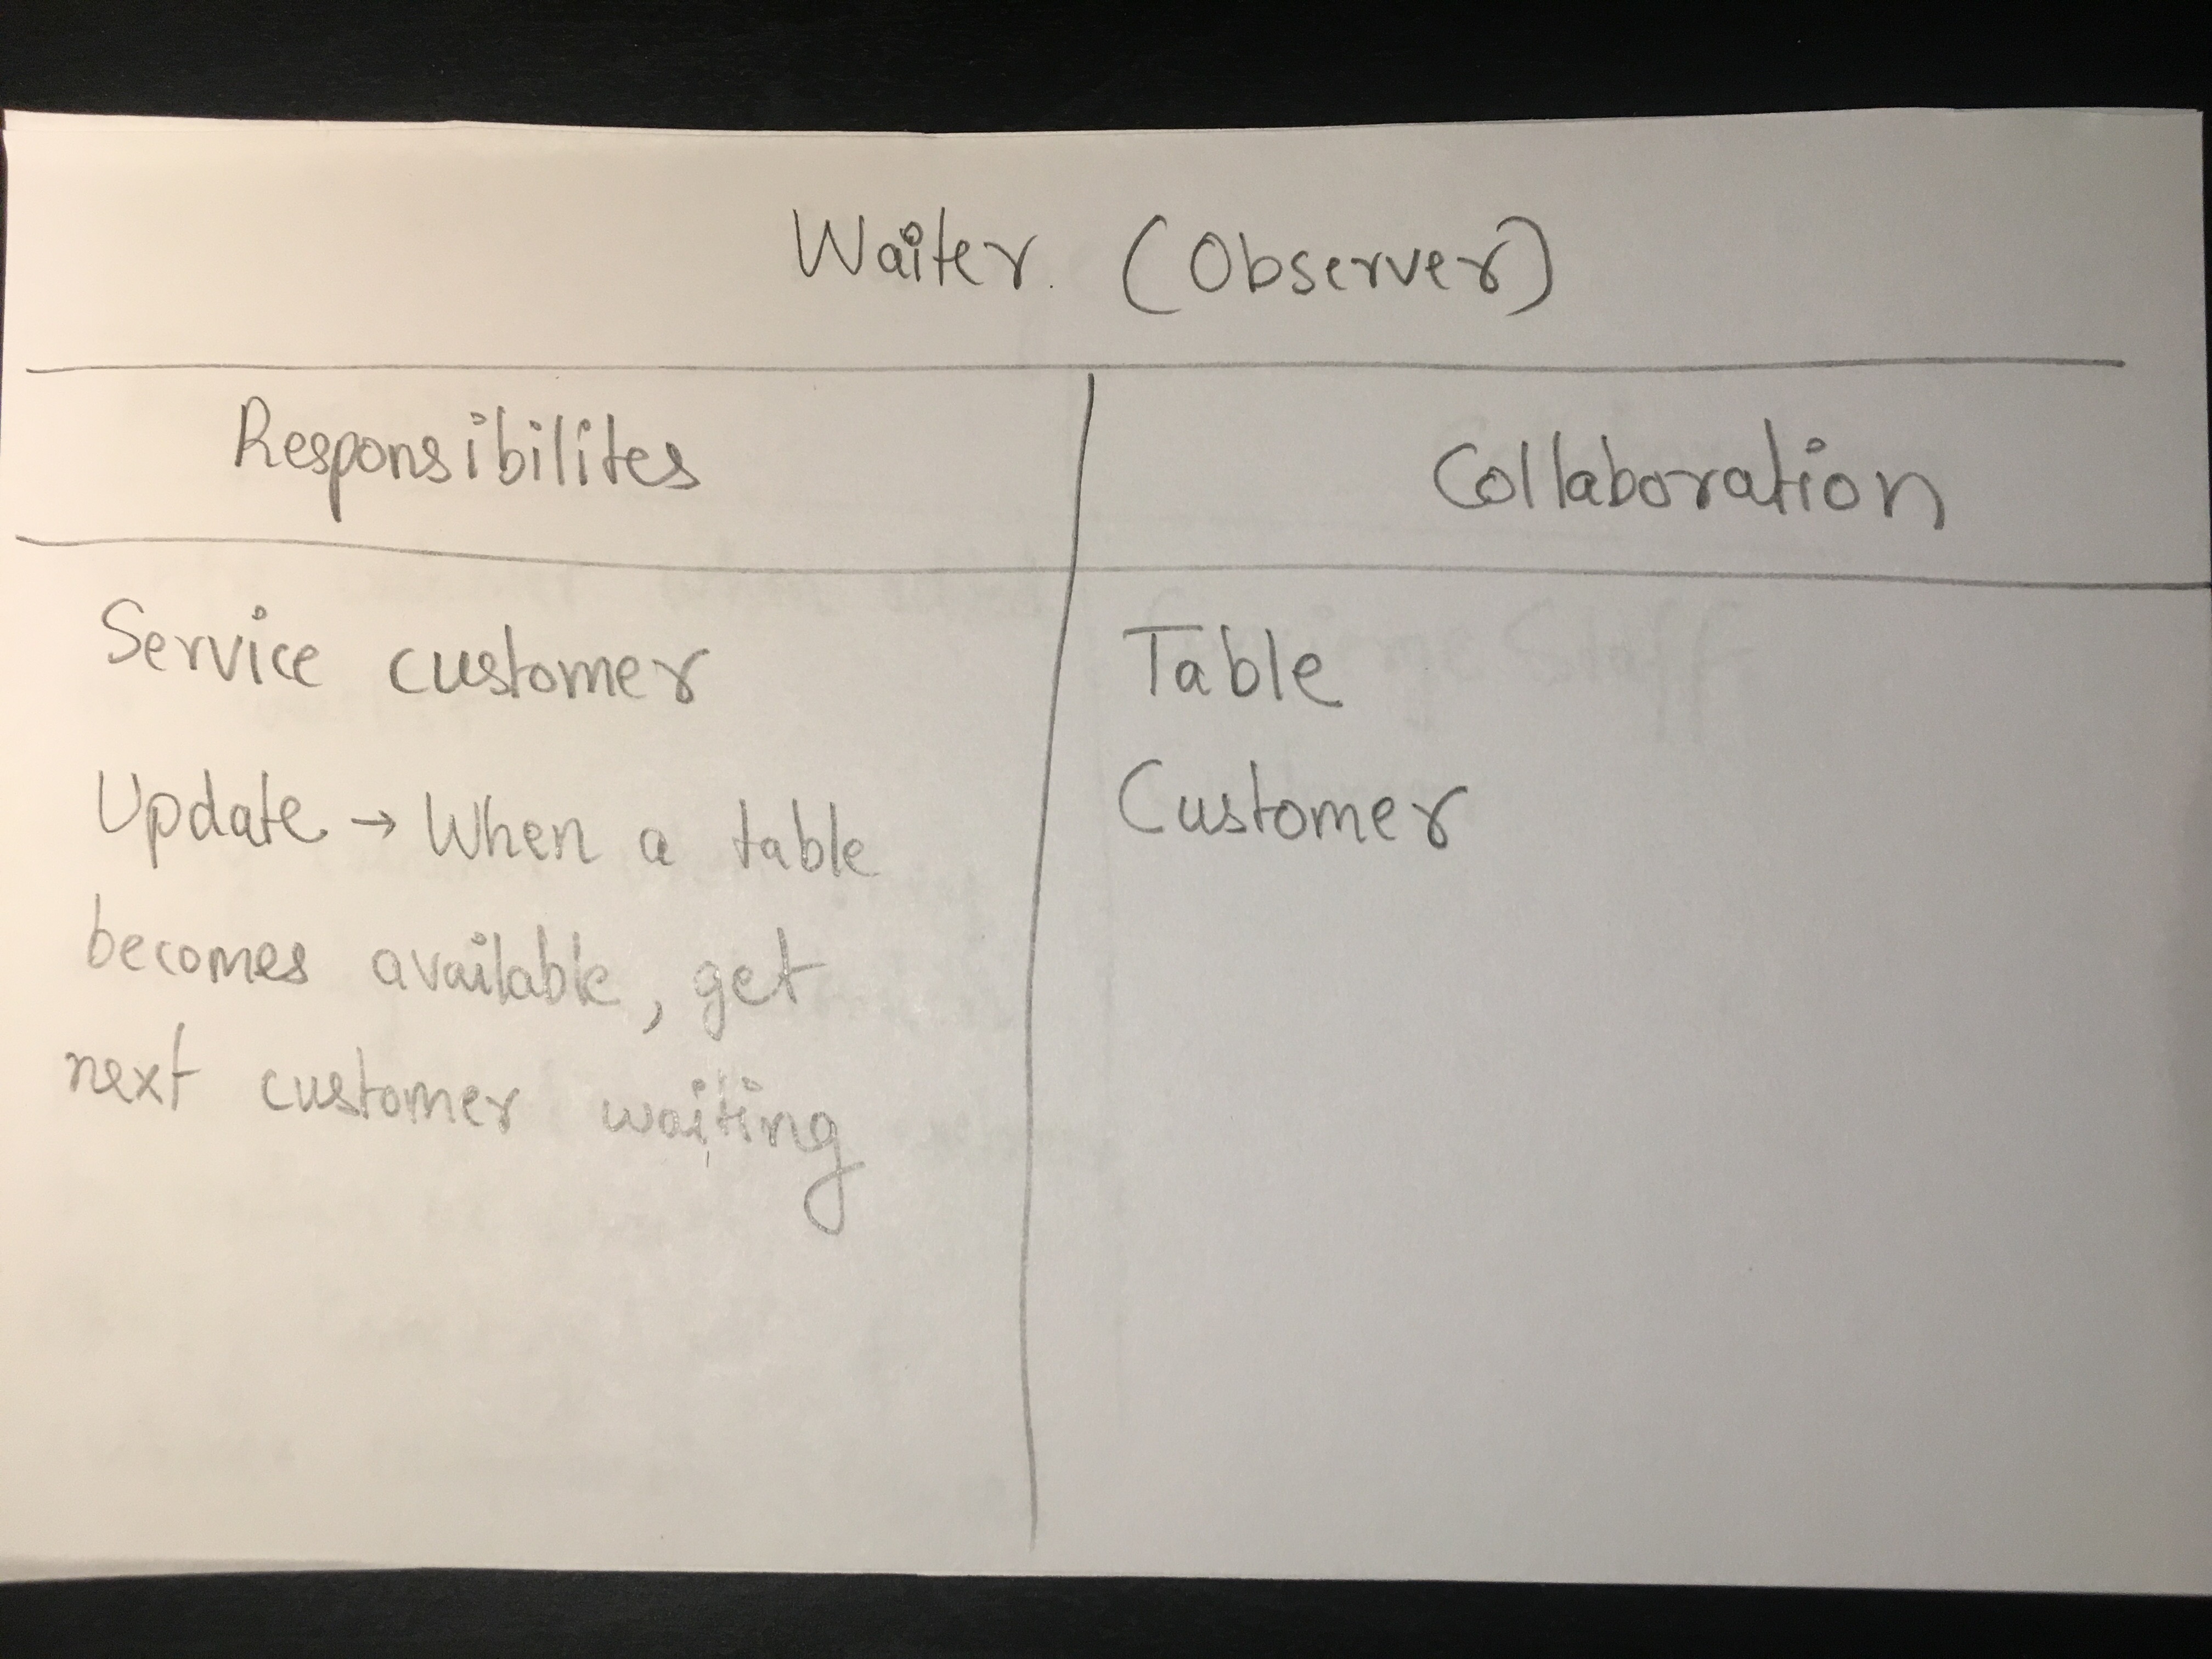 Waiter (Observer)
Responsibilites
Collaboration
Service customer
Update → When a table
becomes available, get
next customer waiting
Table
Customer